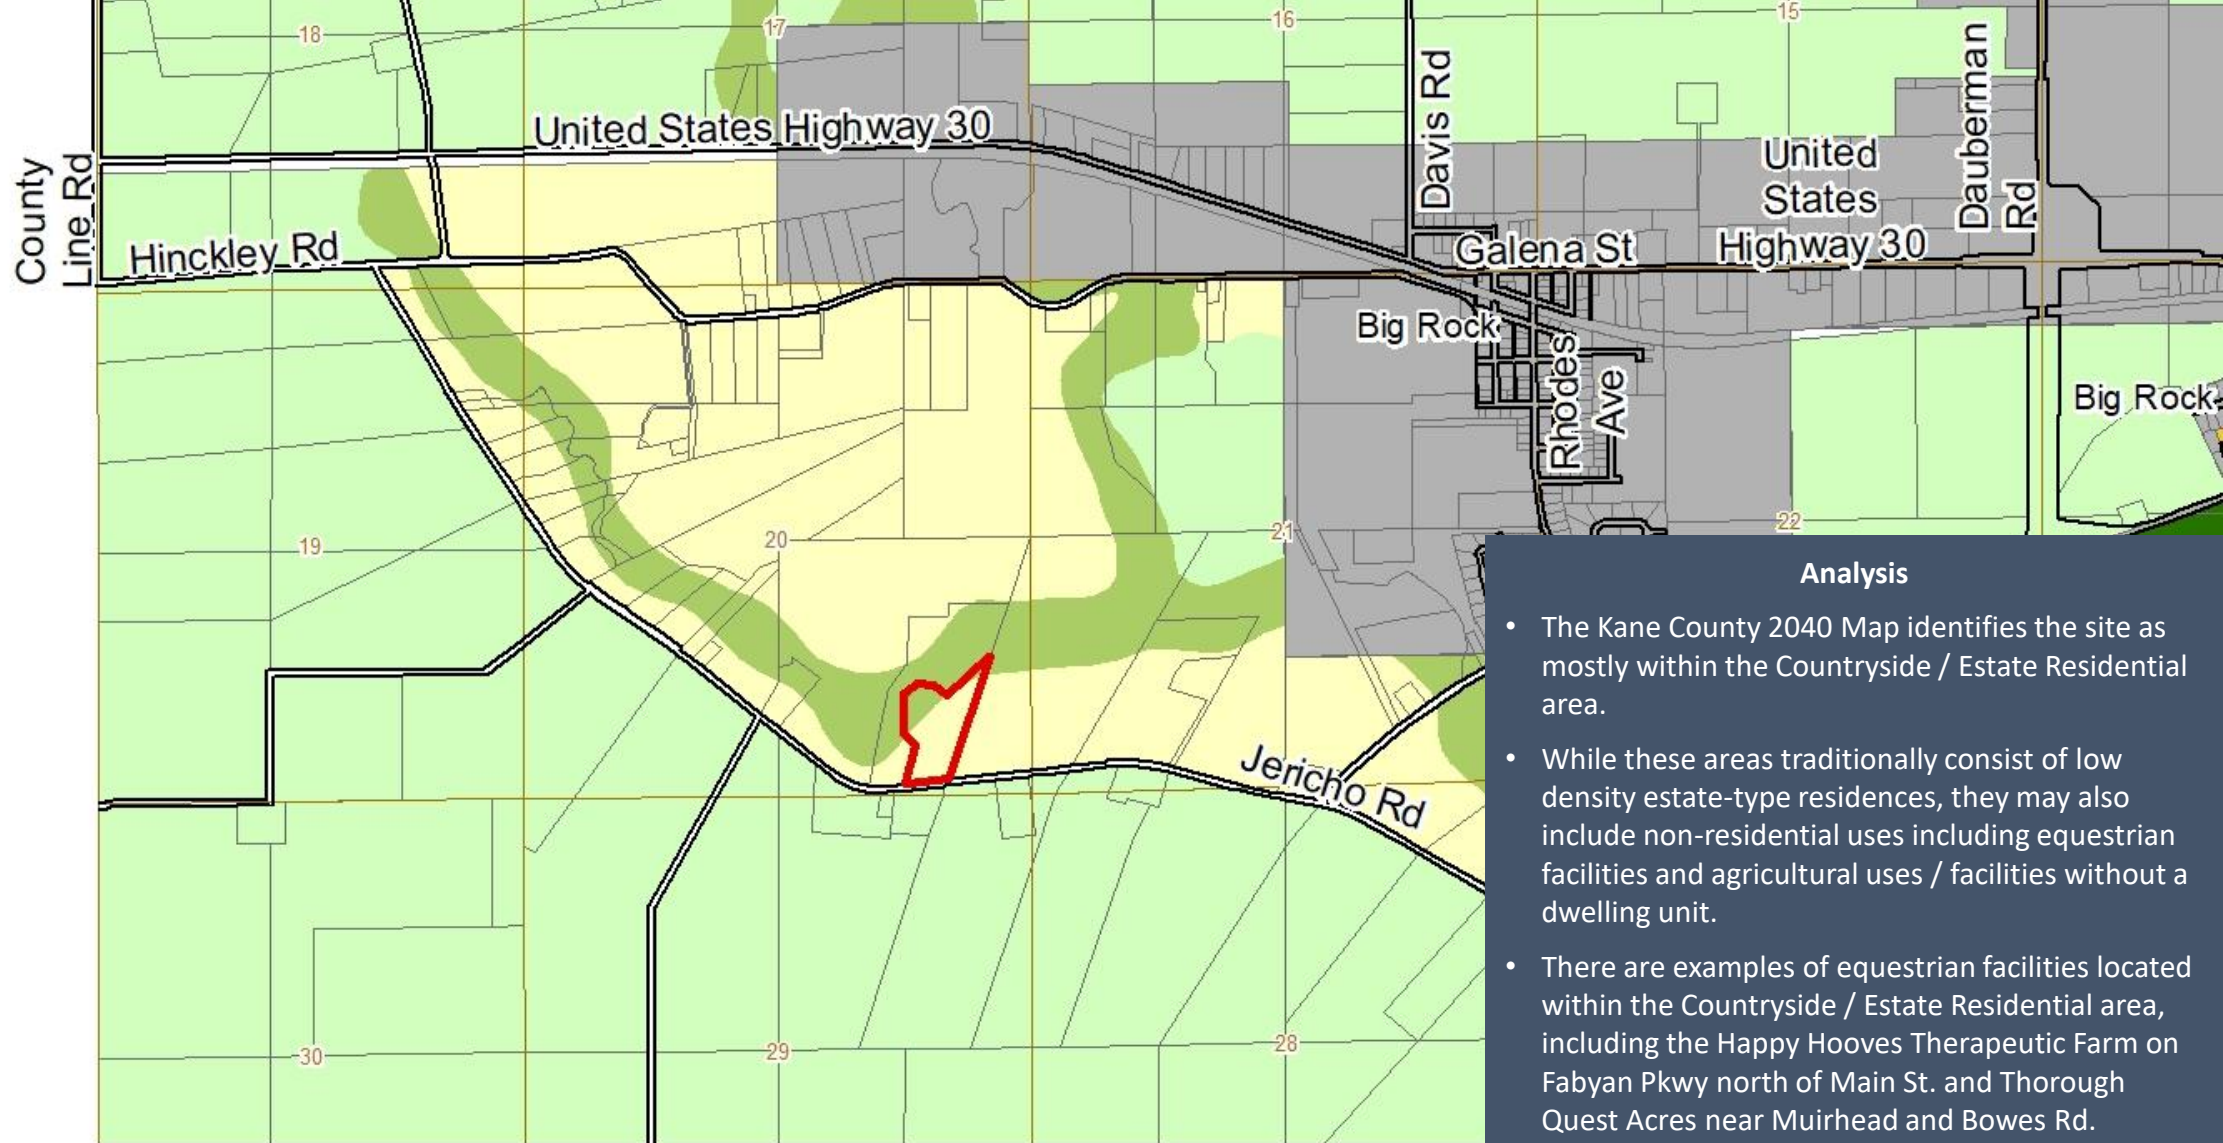 18
17
16
15
United States Highway 30
Davis Rd
United
States
Highway 30
Dauberman
Rd
County
Line Rd
Hinckley Rd
Galena St
Big Rock
Rhodes
Ave
Big Rock
19
20
21
22
Jericho Rd
30
29
28
Analysis
• The Kane County 2040 Map identifies the site as
mostly within the Countryside / Estate Residential
area.
• While these areas traditionally consist of low
density estate-type residences, they may also
include non-residential uses including equestrian
facilities and agricultural uses / facilities without a
dwelling unit.
• There are examples of equestrian facilities located
within the Countryside / Estate Residential area,
including the Happy Hooves Therapeutic Farm on
Fabyan Pkwy north of Main St. and Thorough
Quest Acres near Muirhead and Bowes Rd.